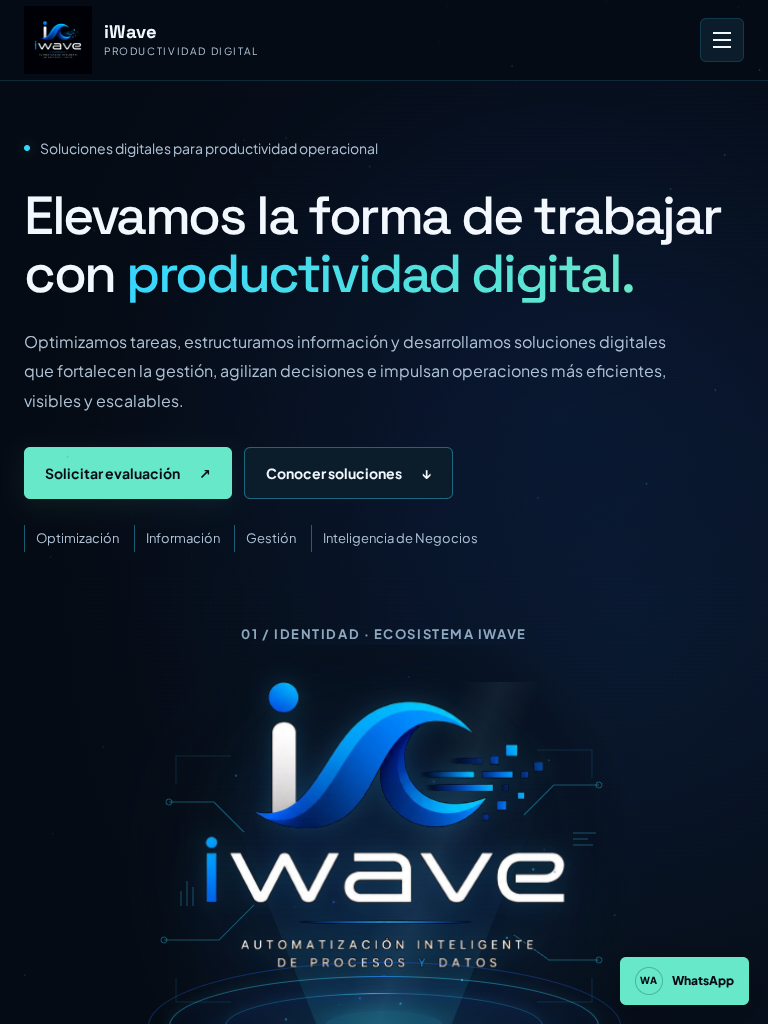 iwave
iWave
PRODUCTIVIDAD DIGITAL
Soluciones digitales para productividad operacional
Elevamos la forma de trabajar
con productividad digital.
Optimizamos tareas, estructuramos información y desarrollamos soluciones digitales
que fortalecen la gestión, agilizan decisiones e impulsan operaciones más eficientes,
visibles y escalables.
Solicitar evaluación ↗
Conocer soluciones ↓
Optimización
Información
Gestión
Inteligencia de Negocios
01 / IDENTIDAD · ECOSISTEMA IWAVE
iwave
AUTOMATIZACIÓN INTELIGENTE
DE PROCESOS Y DATOS
WA WhatsApp